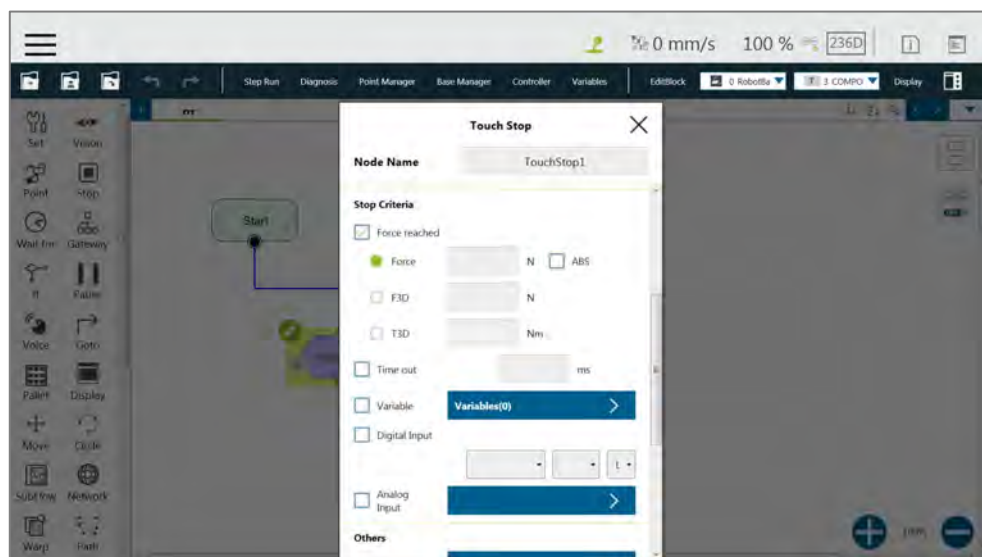 0 mm/s 100 % 236D
Step Run Diagnosis Point Manager Base Manager Controller Variables EditBlock 0 RobotBa 3 COMPO Display
Set Vision
Point Stop
Wait for Gateway
If Pause
Voice Goto
Pallet Display
Move Circle
SubFlow Network
Warp Path
Start
Touch Stop
Node Name TouchStop1
Stop Criteria
Force reached
Force N ABS
F3D N
T3D Nm
Time out ms
Variable Variables(0)
Digital Input
L
Analog
Input
Others